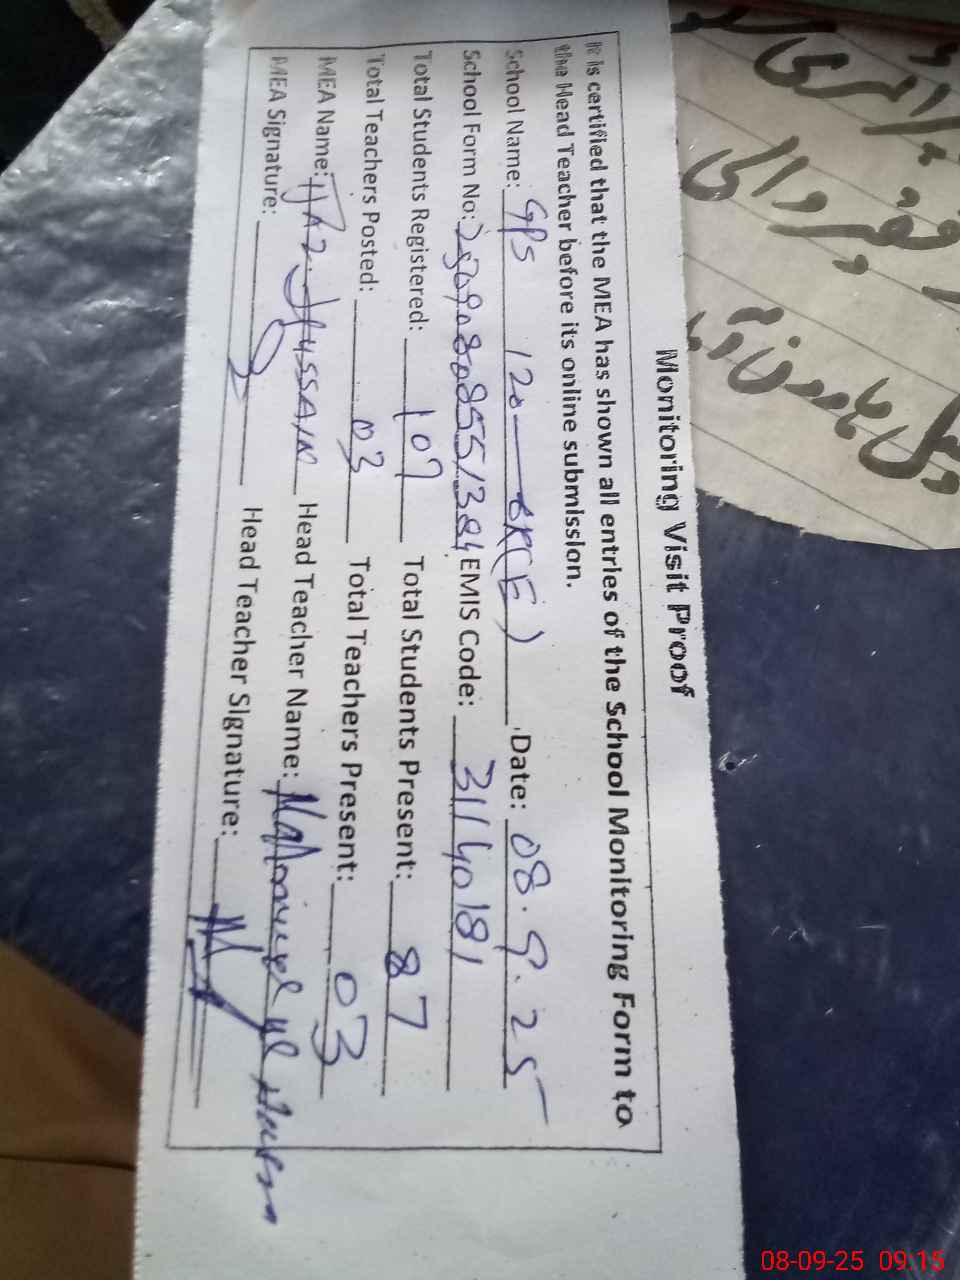 Monitoring Visit Proof
It is certified that the MEA has shown all entries of the School Monitoring Form to
the Head Teacher before its online submission.
School Name: GPS 120 — 6R(E) Date: 08.9.25
School Form No: EMIS Code: 31140181
Total Students Registered: 107 Total Students Present: 87
Total Teachers Posted: 03 Total Teachers Present: 03
MEA Name: IJAZ HUSSAIN Head Teacher Name:
MEA Signature: Head Teacher Signature:
08-09-25 09:15